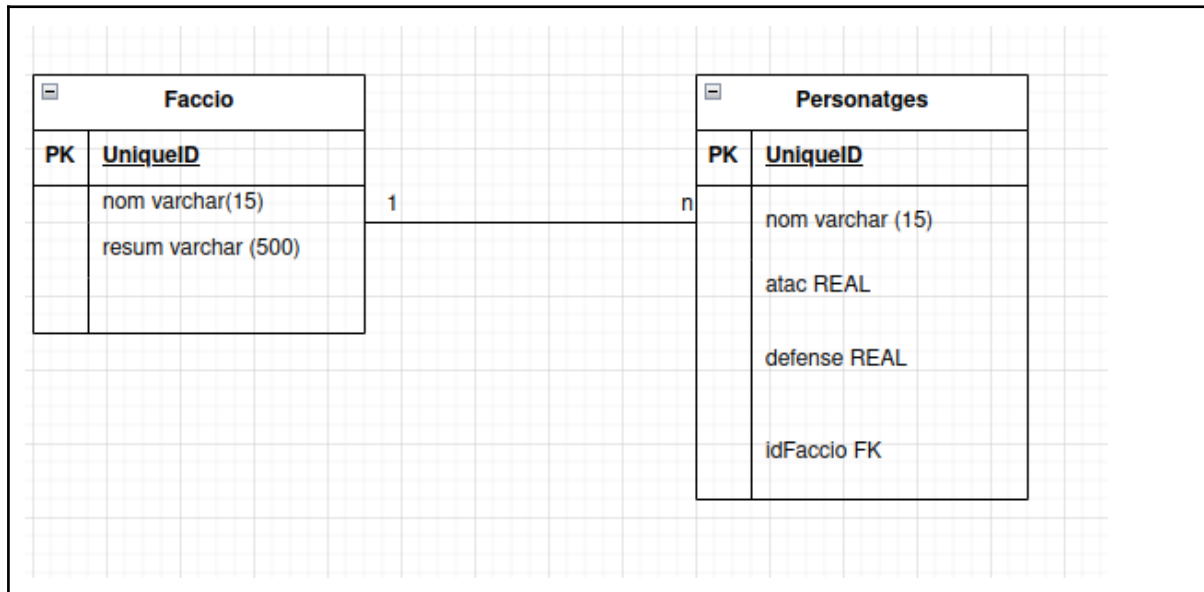 Faccio
PK UniqueID
nom varchar(15)
resum varchar (500)
1
n
Personatges
PK UniqueID
nom varchar (15)
atac REAL
defense REAL
idFaccio FK